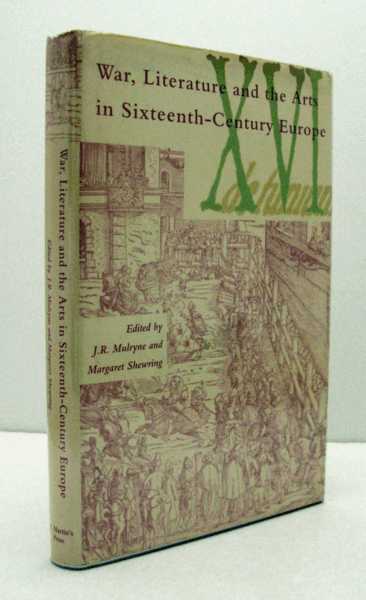 War, Literature and the Arts
in Sixteenth-Century Europe
XVI
Edited by
J.R. Mulryne and
Margaret Shewring
War, Literature and the Arts in Sixteenth-Century Europe
Edited by J.R. Mulryne and Margaret Shewring
Martin's
Press